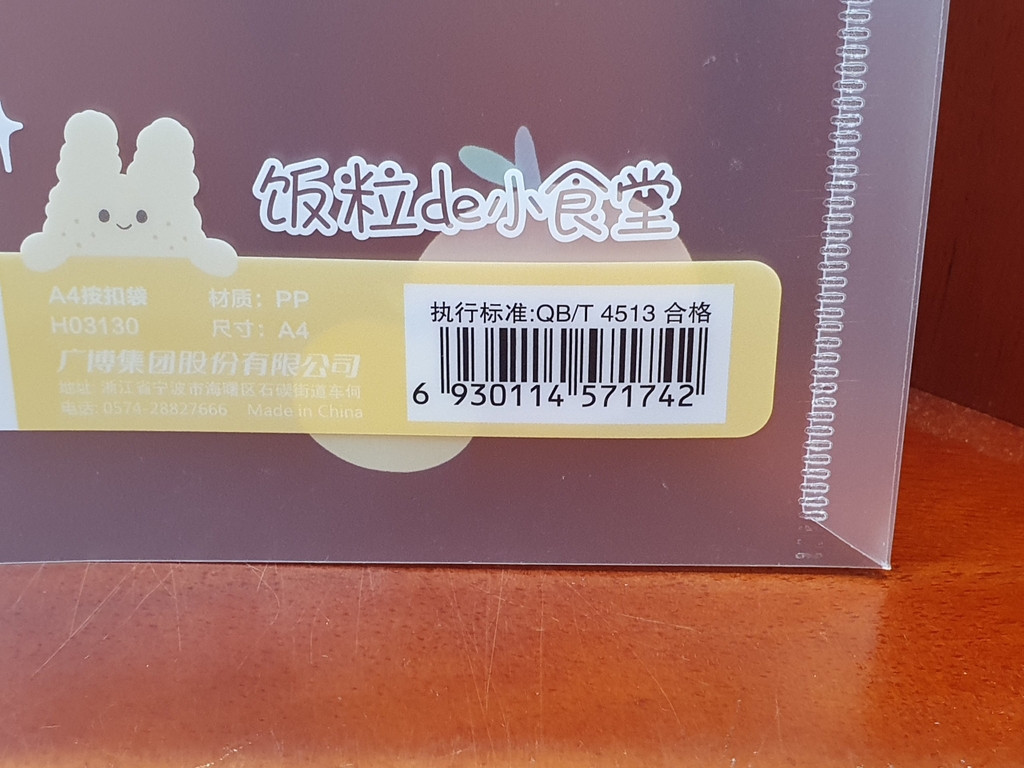 饭粒de小食堂
A4按扣袋 材质：PP
H03130 尺寸：A4
广博集团股份有限公司
地址: 浙江省宁波市海曙区石碶街道车何
电话: 0574-28827666 Made in China
执行标准:QB/T 4513 合格
6 930114 571742